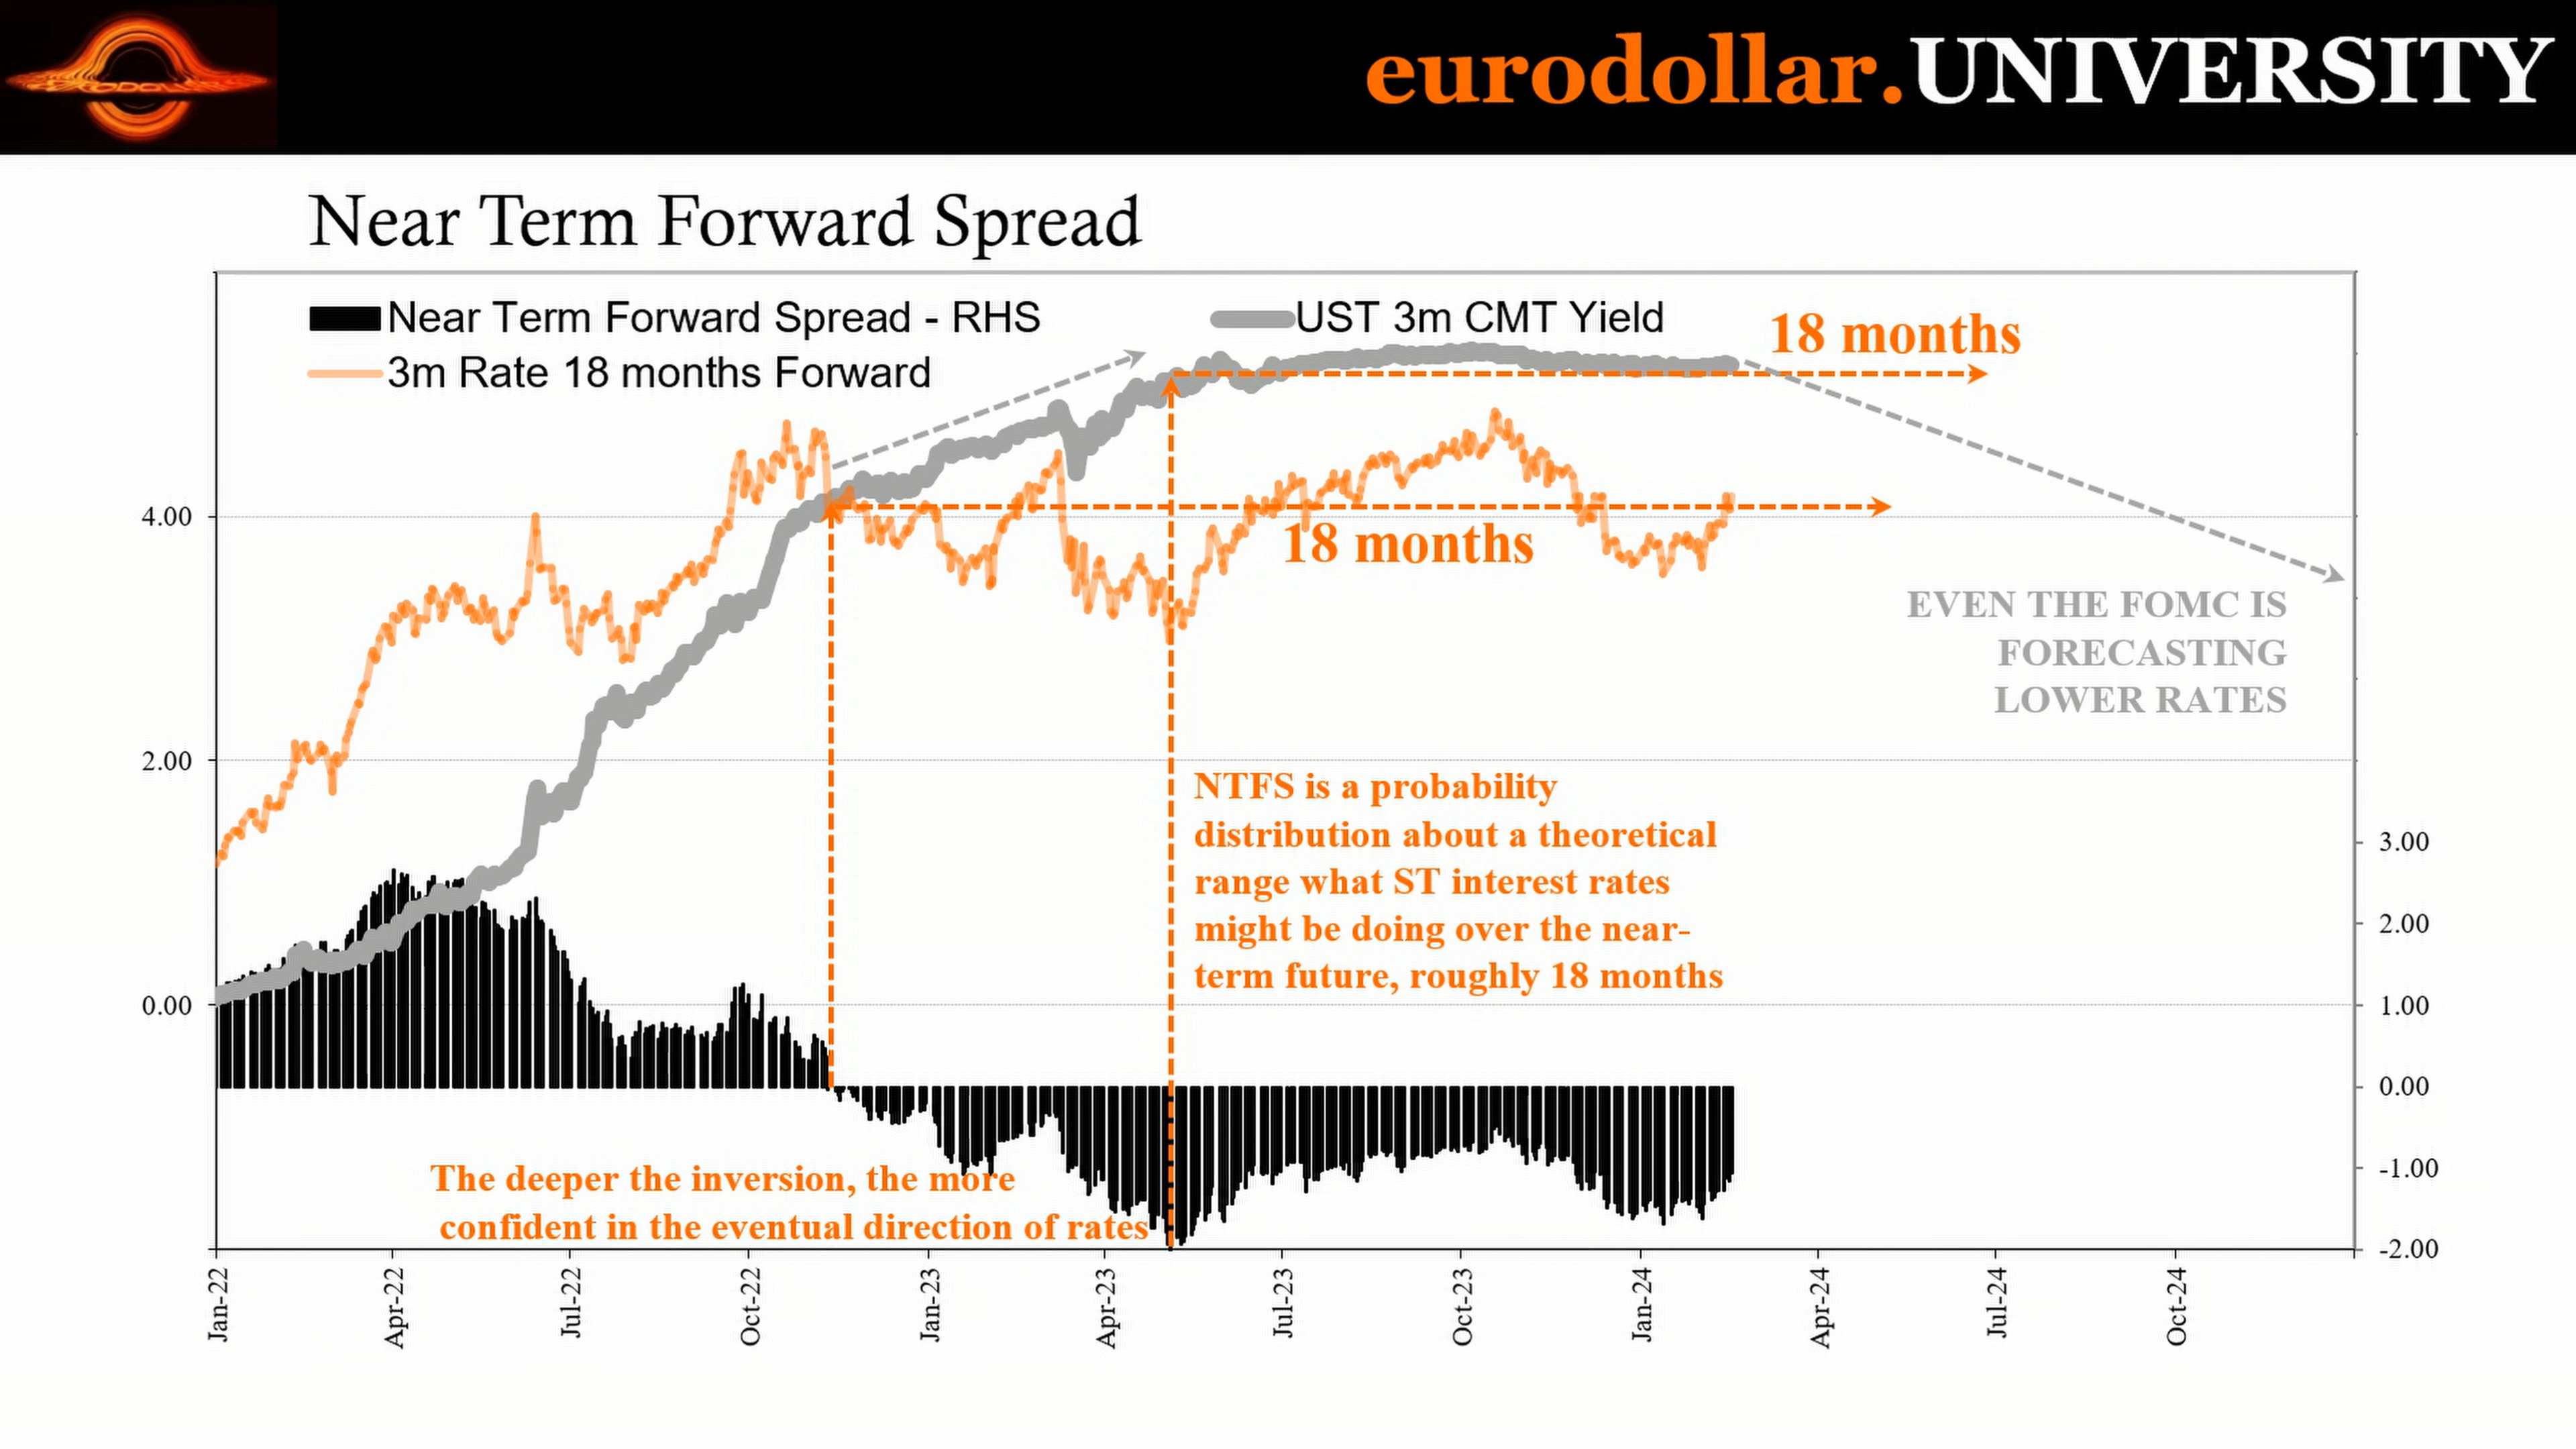 eurodollar.UNIVERSITY
EURODOLLAR
Near Term Forward Spread
Near Term Forward Spread - RHS
UST 3m CMT Yield
3m Rate 18 months Forward
18 months
18 months
4.00
2.00
0.00
EVEN THE FOMC IS
FORECASTING
LOWER RATES
NTFS is a probability
distribution about a theoretical
range what ST interest rates
might be doing over the near-
term future, roughly 18 months
3.00
2.00
1.00
0.00
-1.00
-2.00
The deeper the inversion, the more
confident in the eventual direction of rates
Jan-22
Apr-22
Jul-22
Oct-22
Jan-23
Apr-23
Jul-23
Oct-23
Jan-24
Apr-24
Jul-24
Oct-24